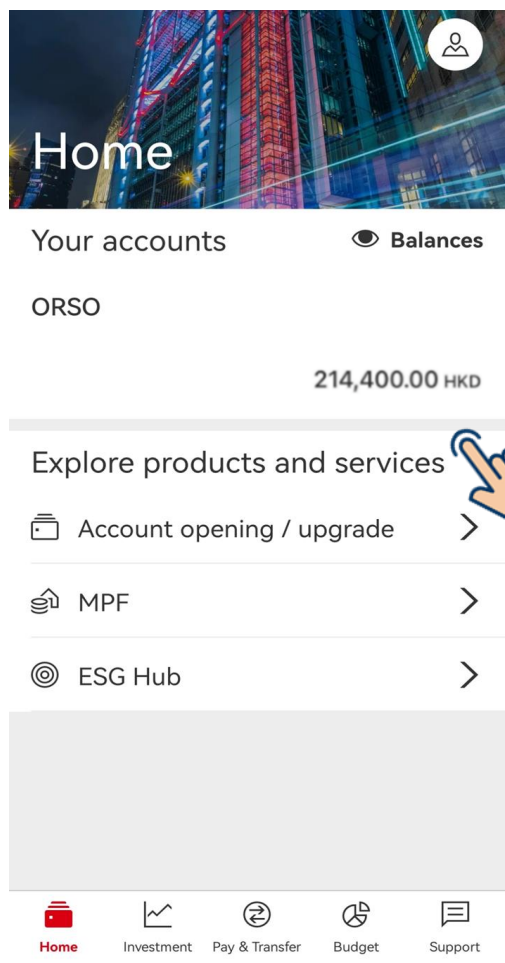 Home
Your accounts
Balances
ORSO
214,400.00 HKD
Explore products and services
Account opening / upgrade
MPF
ESG Hub
Home
Investment
Pay & Transfer
Budget
Support